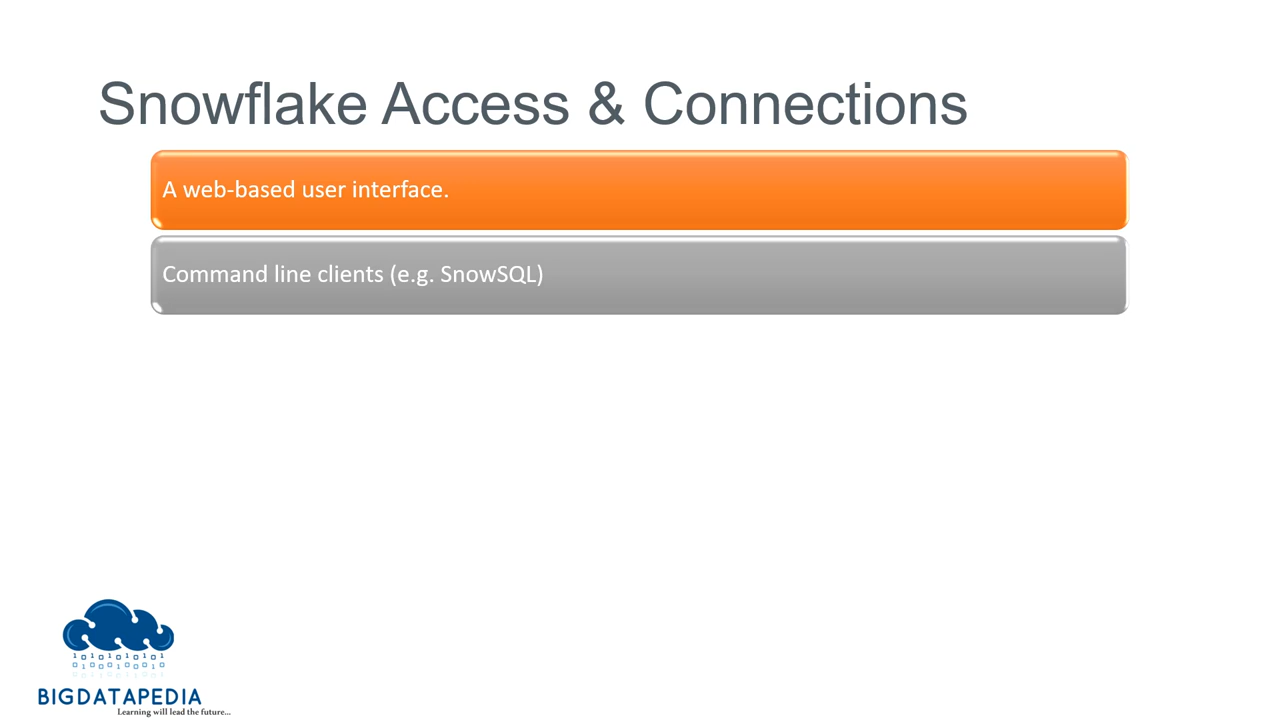 Snowflake Access & Connections
A web-based user interface.
Command line clients (e.g. SnowSQL)
BIGDATAPEDIA
Learning will lead the future...